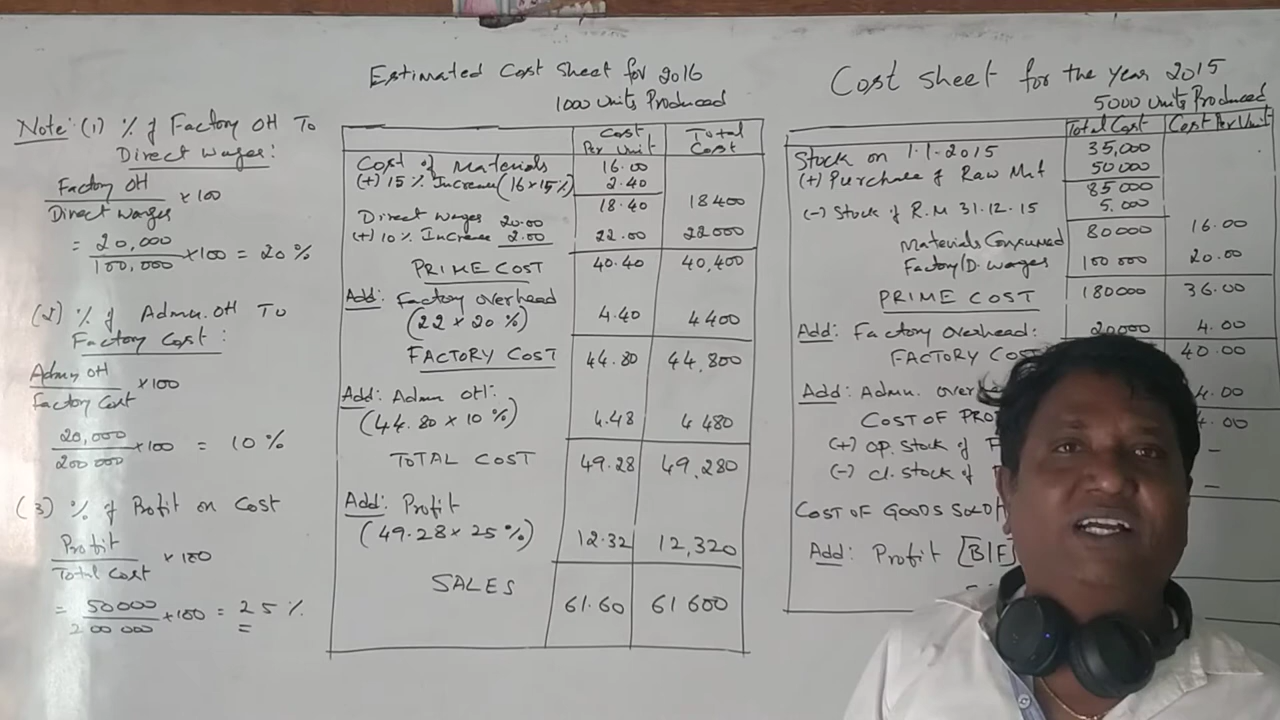 Note: (1) % of Factory OH To
Direct Wages:
Factory OH
Direct Wages
×100
= 20,000
100,000
×100 = 20%
(2) % of Admn. OH To
Factory Cost:
Admn OH
Factory Cost
×100
20,000
200 000
×100 = 10%
(3) % of Profit on Cost
Profit
Total Cost
×100
= 50000
200 000
×100 = 25%
Estimated Cost Sheet for 2016
1000 Units Produced
Cost Per Unit Total Cost
Cost of Materials 16.00
(+) 15% Increase (16×15%) 2.40
18.40 18400
Direct Wages 20.00
(+) 10% Increase 2.00 22.00 22000
PRIME COST 40.40 40,400
Add: Factory overhead
(22 × 20%) 4.40 4400
FACTORY COST 44.80 44,800
Add: Admn OH:
(44.80 × 10%) 4.48 4480
TOTAL COST 49.28 49,280
Add: Profit
(49.28 × 25%) 12.32 12,320
SALES 61.60 61600
Cost Sheet for the year 2015
5000 Units Produced
Total Cost Cost Per Unit
Stock on 1.1.2015 35,000
(+) Purchase of Raw Mat 50000
85000
(-) Stock of R.M 31.12.15 5.000
Materials Consumed 80000 16.00
Factory/D. Wages 100 000 20.00
PRIME COST 180000 36.00
Add: Factory Overhead: 20,000 4.00
FACTORY COST 40.00
Add: Admn. overhe 4.00
COST OF PRO .00
(+) OP. Stock of F -
(-) Cl. Stock of -
COST OF GOODS SOLD
Add: Profit [B/F]